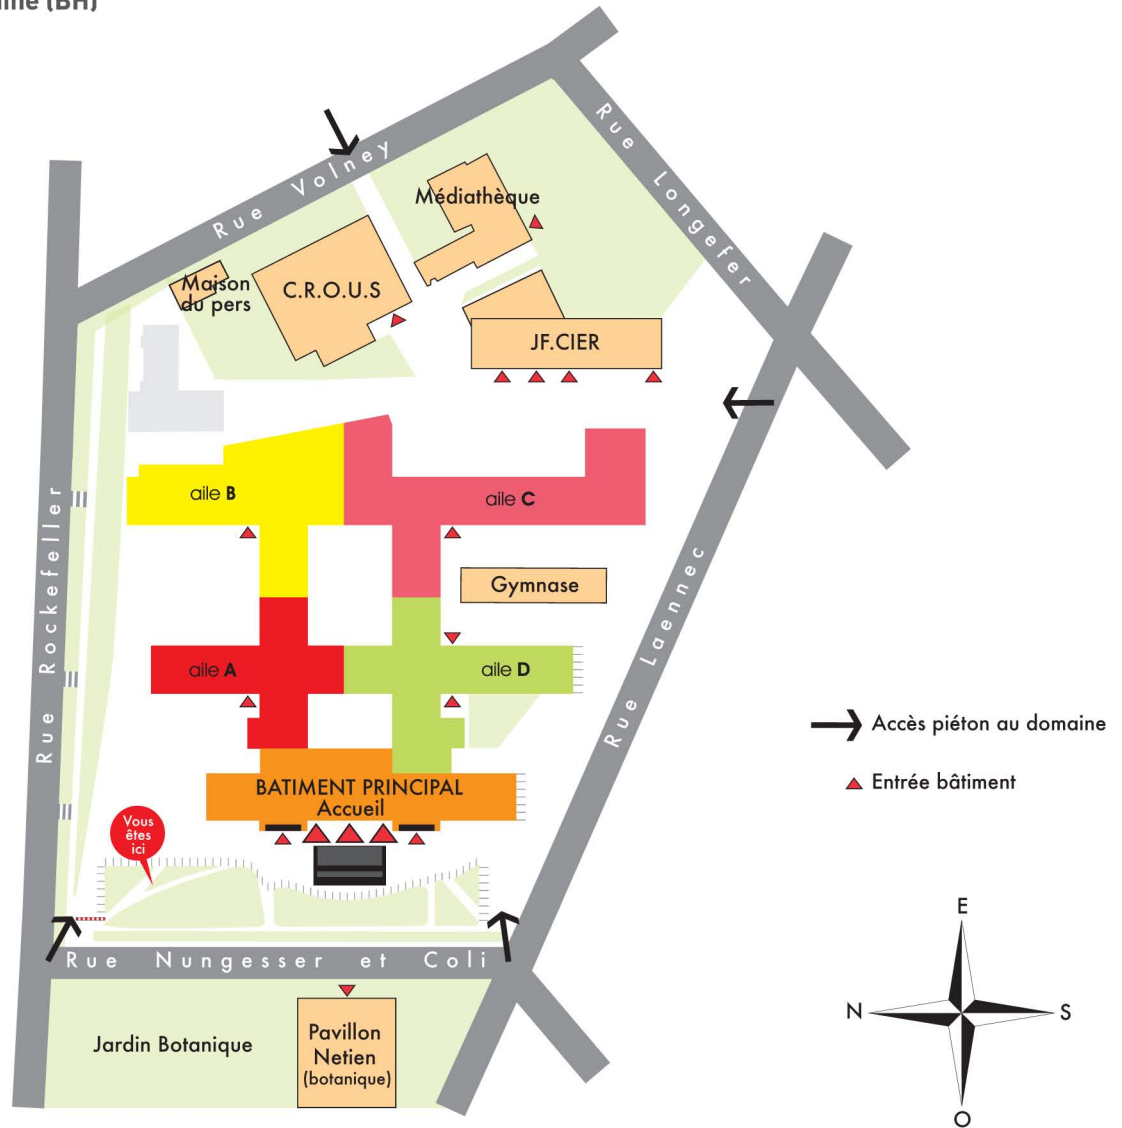 Rue Volney
Rue Longefer
Médiathèque
Maison
du pers
C.R.O.U.S
JF.CIER
aile B
aile C
Rue Rockefeller
Gymnase
Rue Laennec
aile A
aile D
Accès piéton au domaine
Entrée bâtiment
BATIMENT PRINCIPAL
Accueil
Vous
êtes
ici
Rue Nungesser et Coli
E
N
S
O
Jardin Botanique
Pavillon
Netien
(botanique)